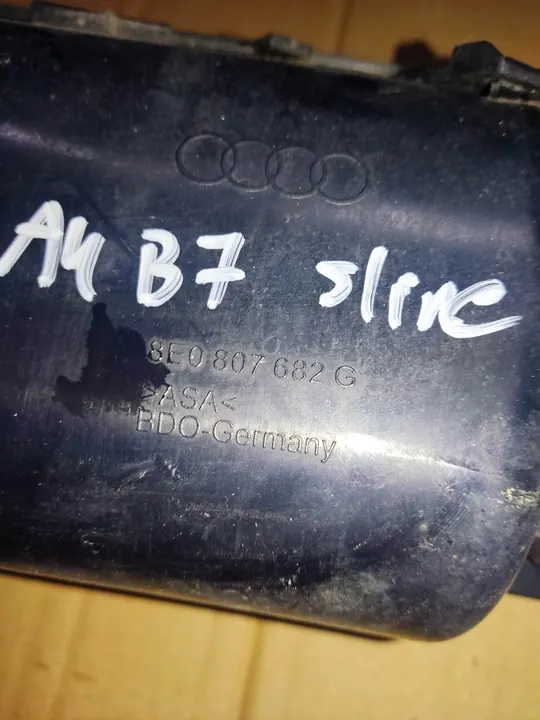 A4 B7 sline
8E0 807 682 G
>ASA<
BDO-Germany